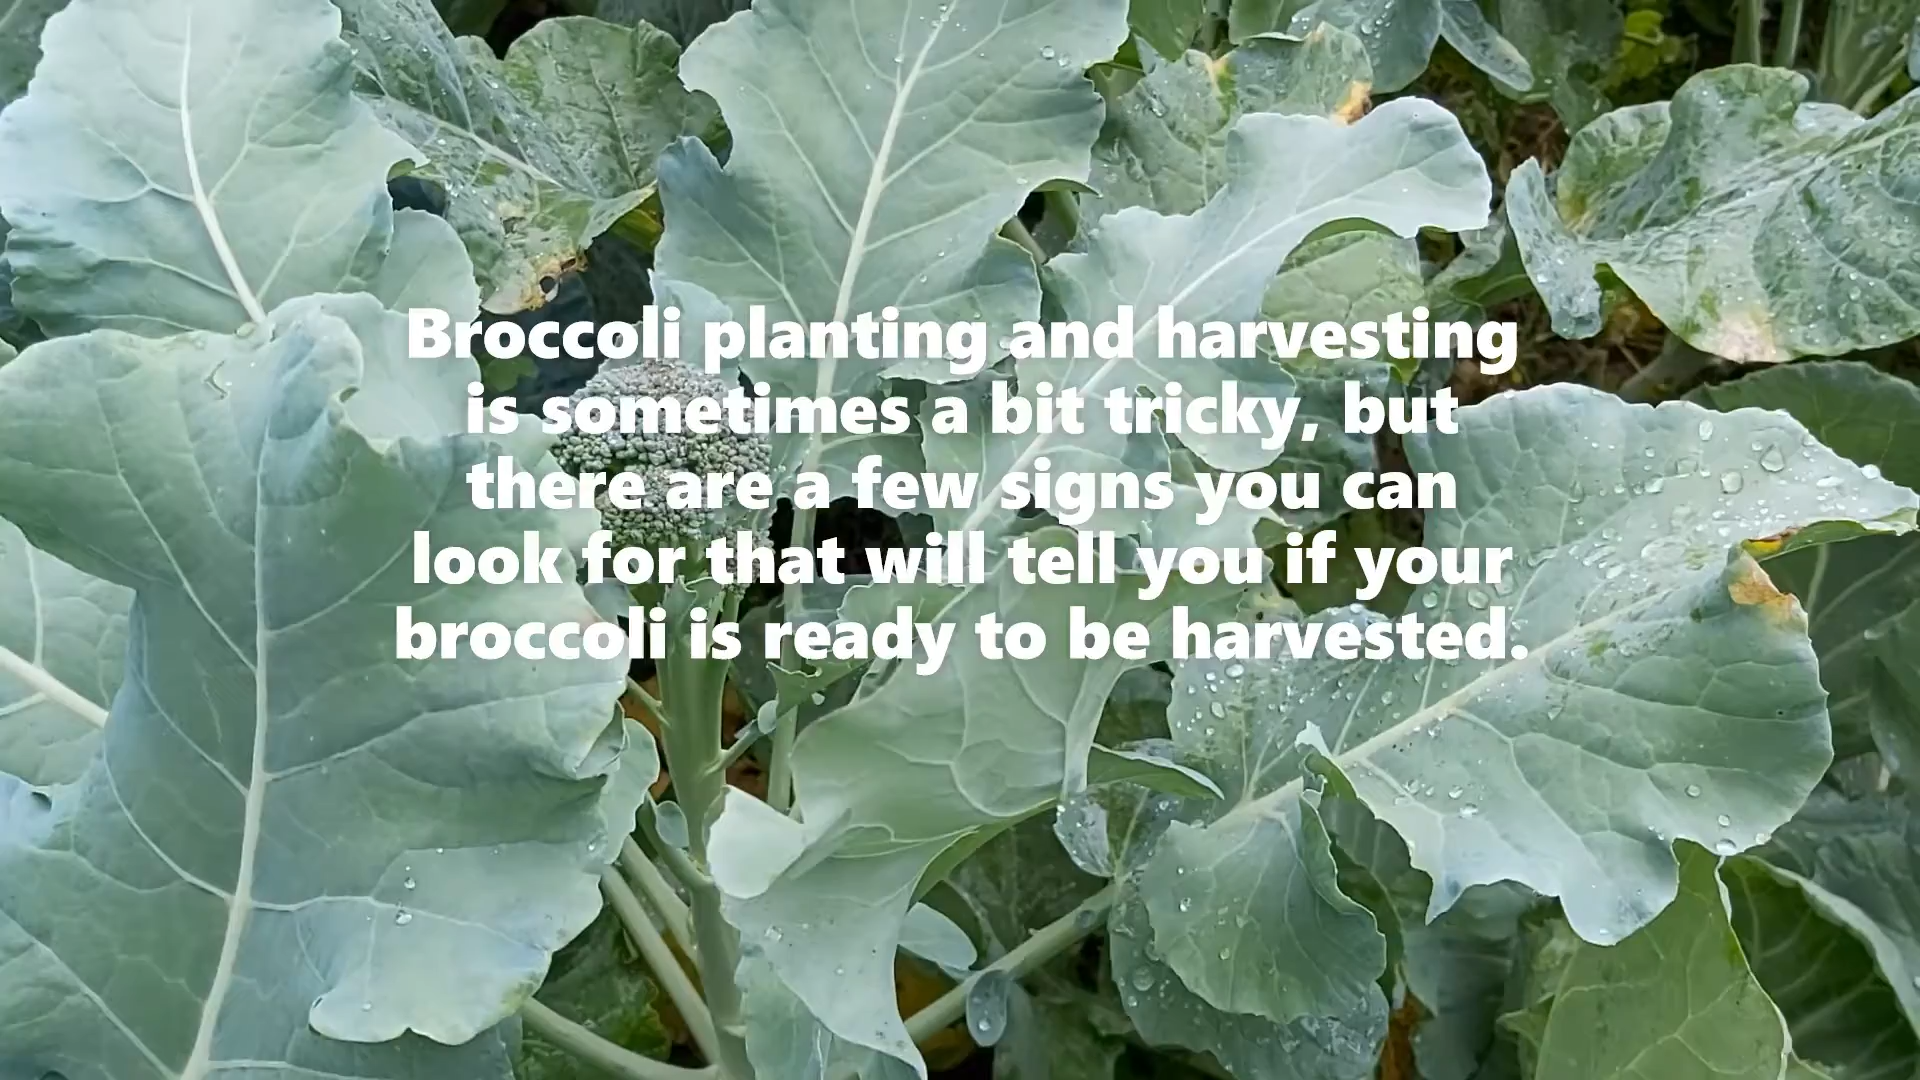 Broccoli planting and harvesting
is sometimes a bit tricky, but
there are a few signs you can
look for that will tell you if your
broccoli is ready to be harvested.